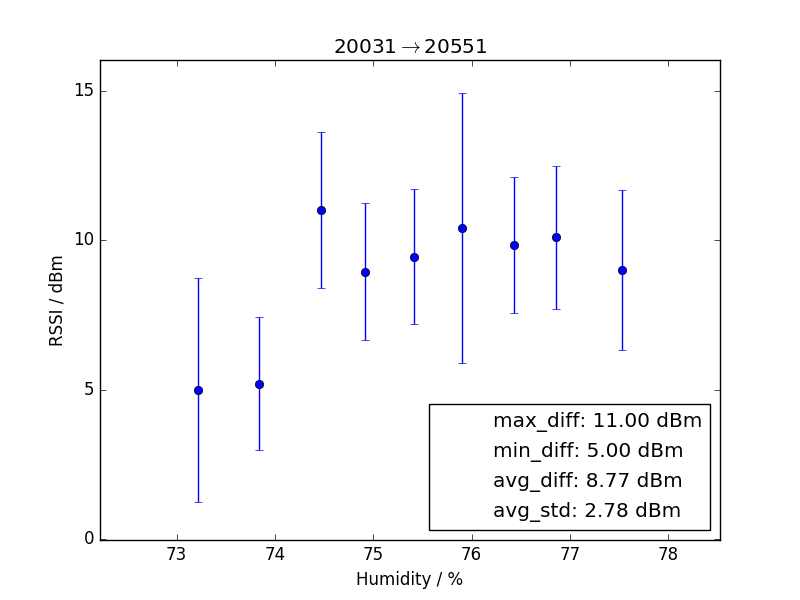 20031→20551
15
10
5
0
RSSI / dBm
max_diff: 11.00 dBm
min_diff: 5.00 dBm
avg_diff: 8.77 dBm
avg_std: 2.78 dBm
73 74 75 76 77 78
Humidity / %